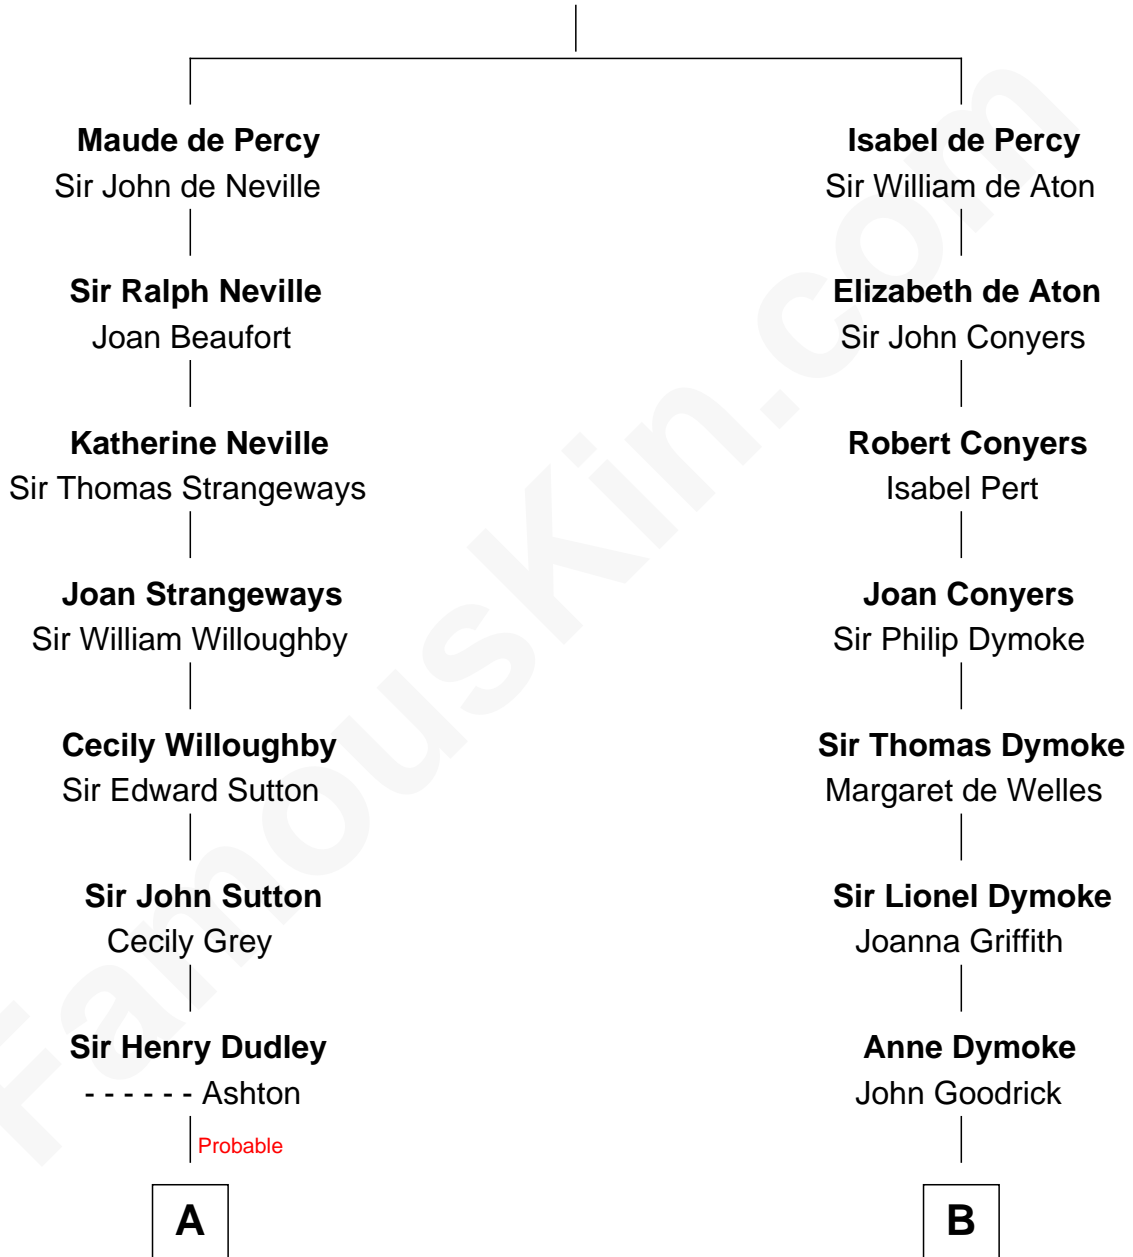 Maude de Percy
Sir John de Neville
Isabel de Percy
Sir William de Aton
Sir Ralph Neville
Joan Beaufort
Elizabeth de Aton
Sir John Conyers
Katherine Neville
Sir Thomas Strangeways
Robert Conyers
Isabel Pert
Joan Strangeways
Sir William Willoughby
Joan Conyers
Sir Philip Dymoke
Cecily Willoughby
Sir Edward Sutton
Sir Thomas Dymoke
Margaret de Welles
Sir John Sutton
Cecily Grey
Sir Lionel Dymoke
Joanna Griffith
Sir Henry Dudley
- - - - - - Ashton
Anne Dymoke
John Goodrick
Probable
A
B
FamousKin.com